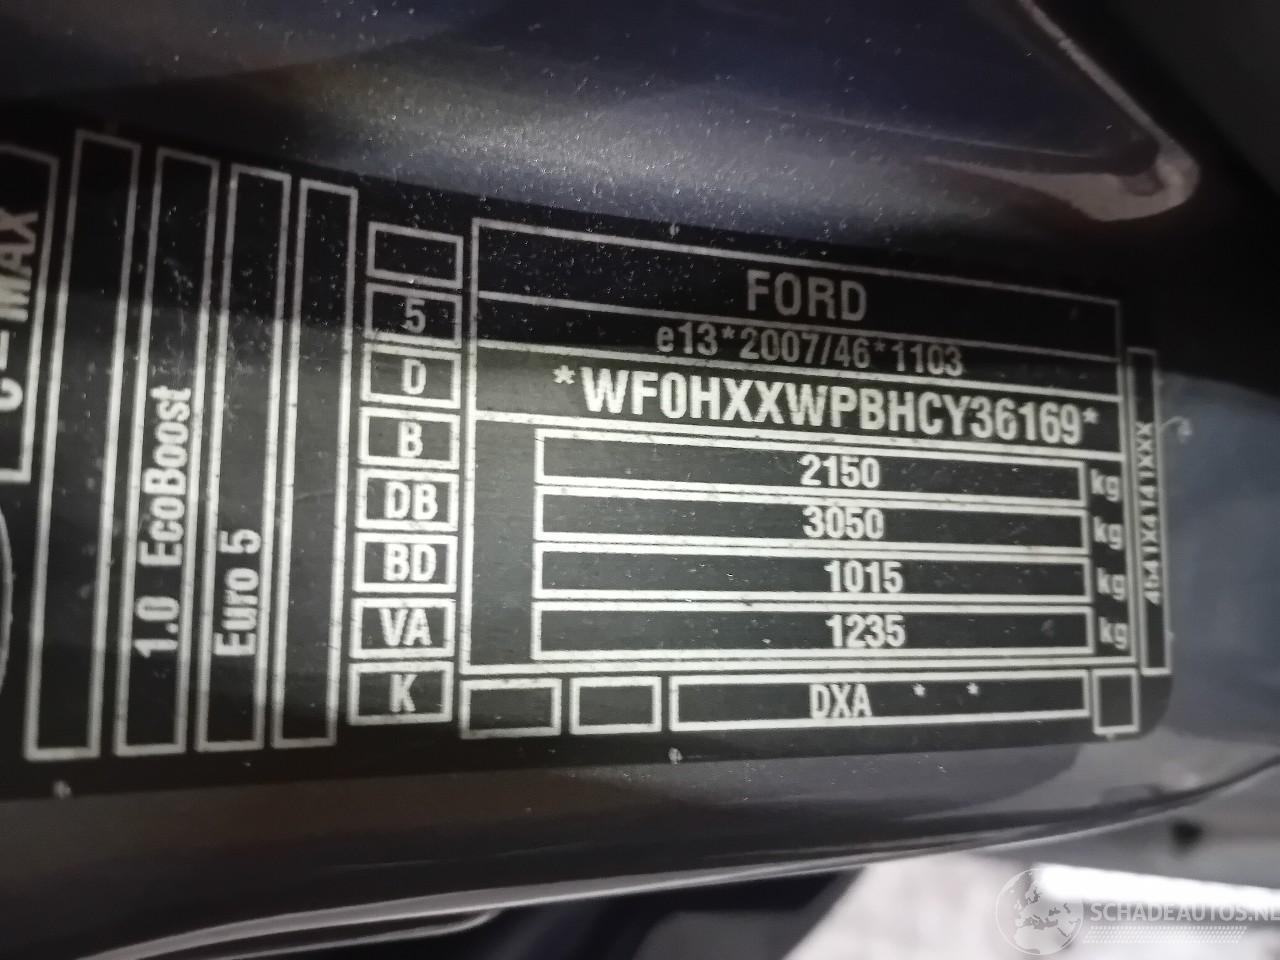 C-MAX
1.0 EcoBoost
Euro 5
5
D
B
DB
BD
VA
K
FORD
e13*2007/46*1103
*WF0HXXWPBHCY36169*
2150 kg
3050 kg
1015 kg
1235 kg
DXA * *
SCHADEAUTOS.NL